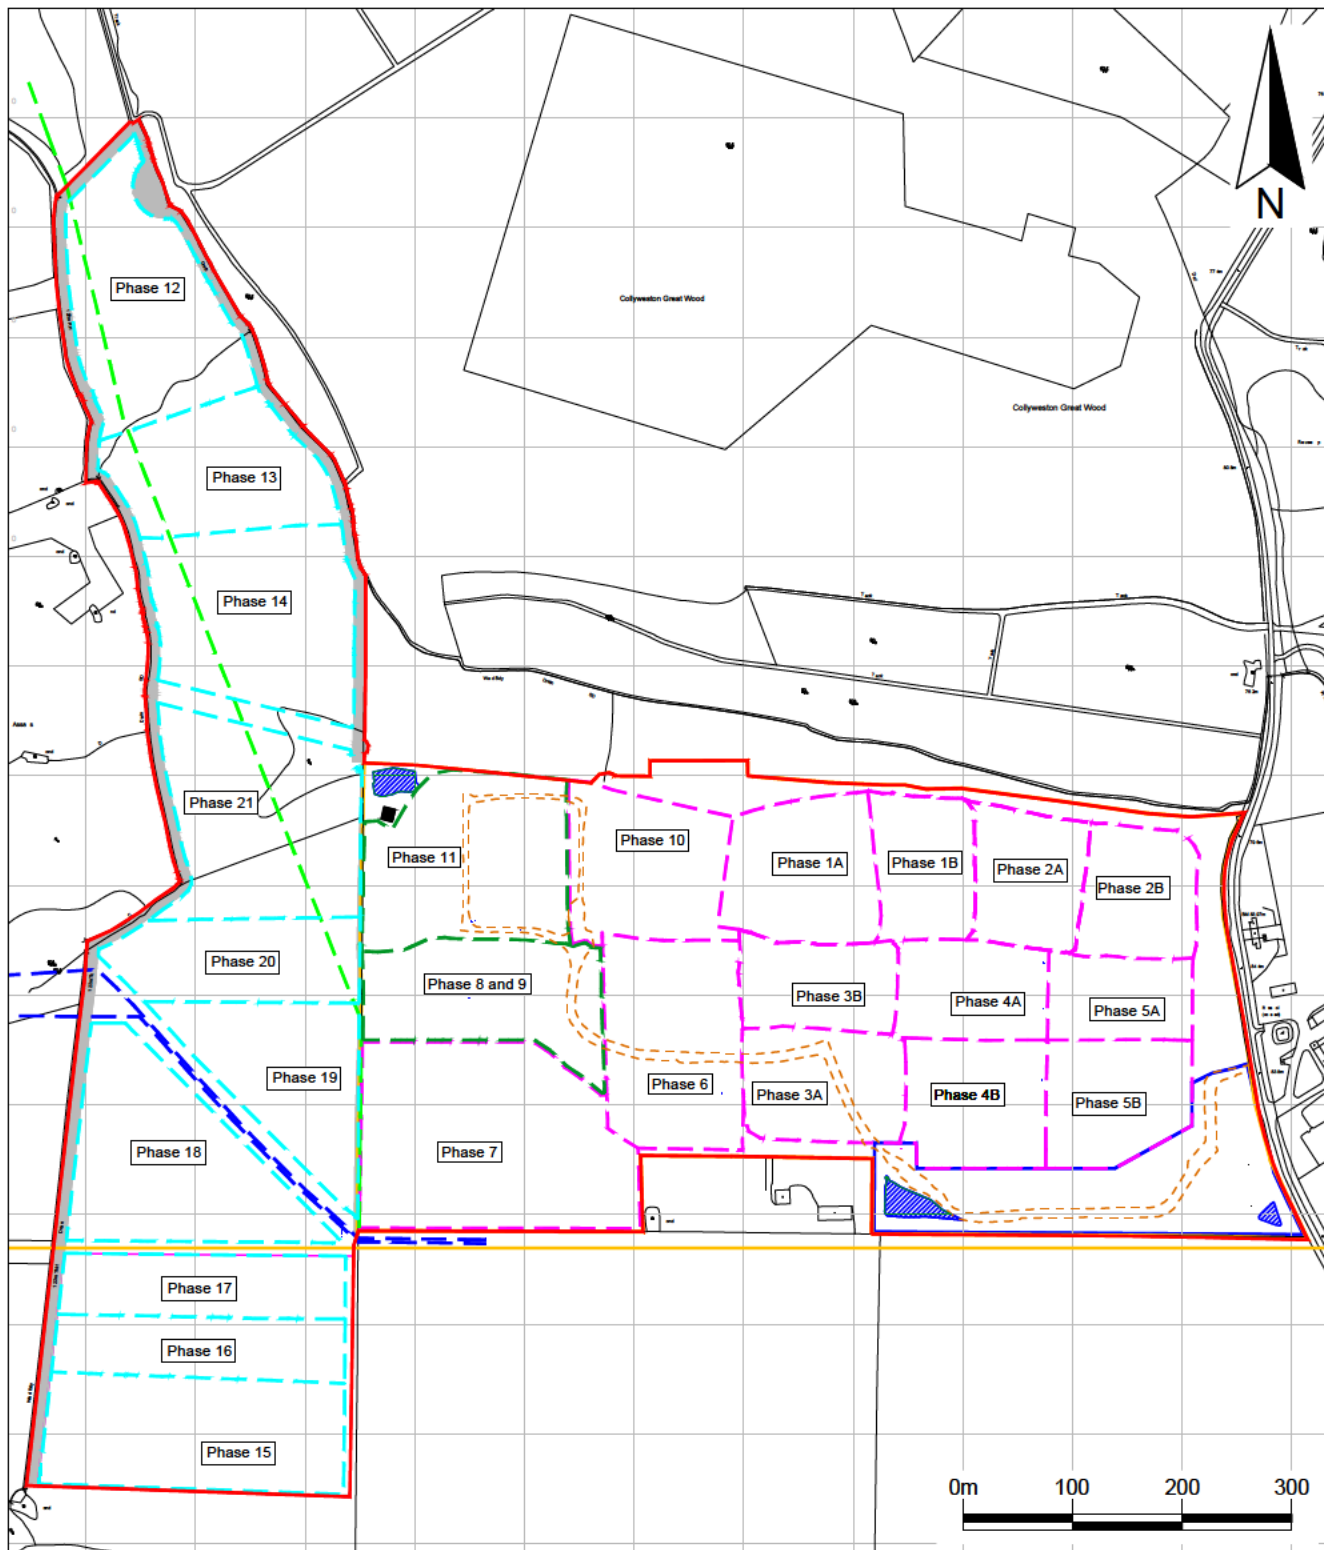 N
Phase 12
Collyweston Great Wood
Collyweston Great Wood
Phase 13
Phase 14
Track
Track
Track
Phase 21
Phase 10
Phase 11
Phase 1A
Phase 1B
Phase 2A
Phase 2B
Phase 20
Phase 8 and 9
Phase 3B
Phase 4A
Phase 5A
Phase 19
Phase 6
Phase 3A
Phase 4B
Phase 5B
Phase 18
Phase 7
Phase 17
Phase 16
Phase 15
0m 100 200 300